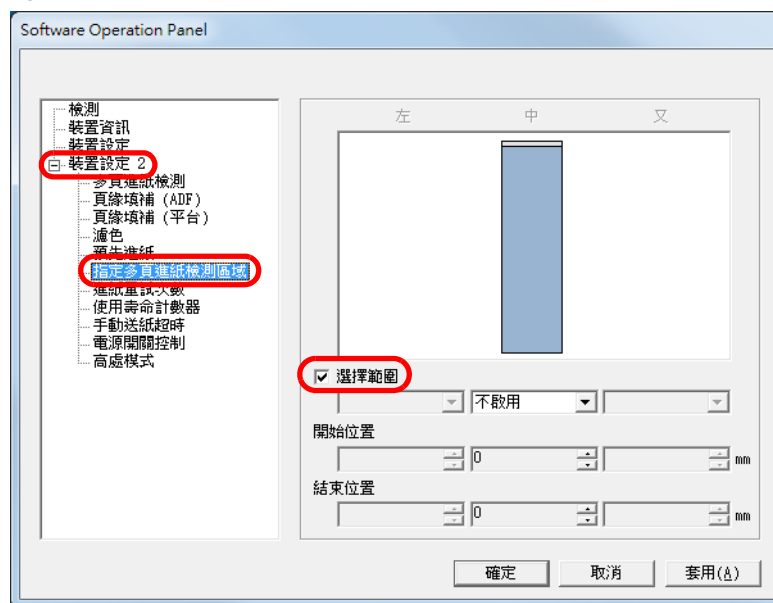 Software Operation Panel
檢測
裝置資訊
裝置設定
裝置設定 2
多頁進紙檢測
頁緣填補 (ADF)
頁緣填補 (平台)
濾色
預先進紙
指定多頁進紙檢測區域
進紙重試次數
使用壽命計數器
手動送紙超時
電源開關控制
高處模式
左 中 又
選擇範圍
不啟用
開始位置
0 mm
結束位置
0 mm
確定 取消 套用(A)